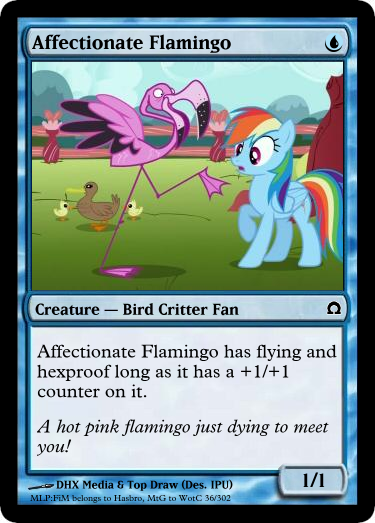 Affectionate Flamingo
Creature — Bird Critter Fan
Affectionate Flamingo has flying and
hexproof long as it has a +1/+1
counter on it.
A hot pink flamingo just dying to meet
you!
1/1
DHX Media & Top Draw (Des. IPU)
MLP:FiM belongs to Hasbro, MtG to WotC 36/302